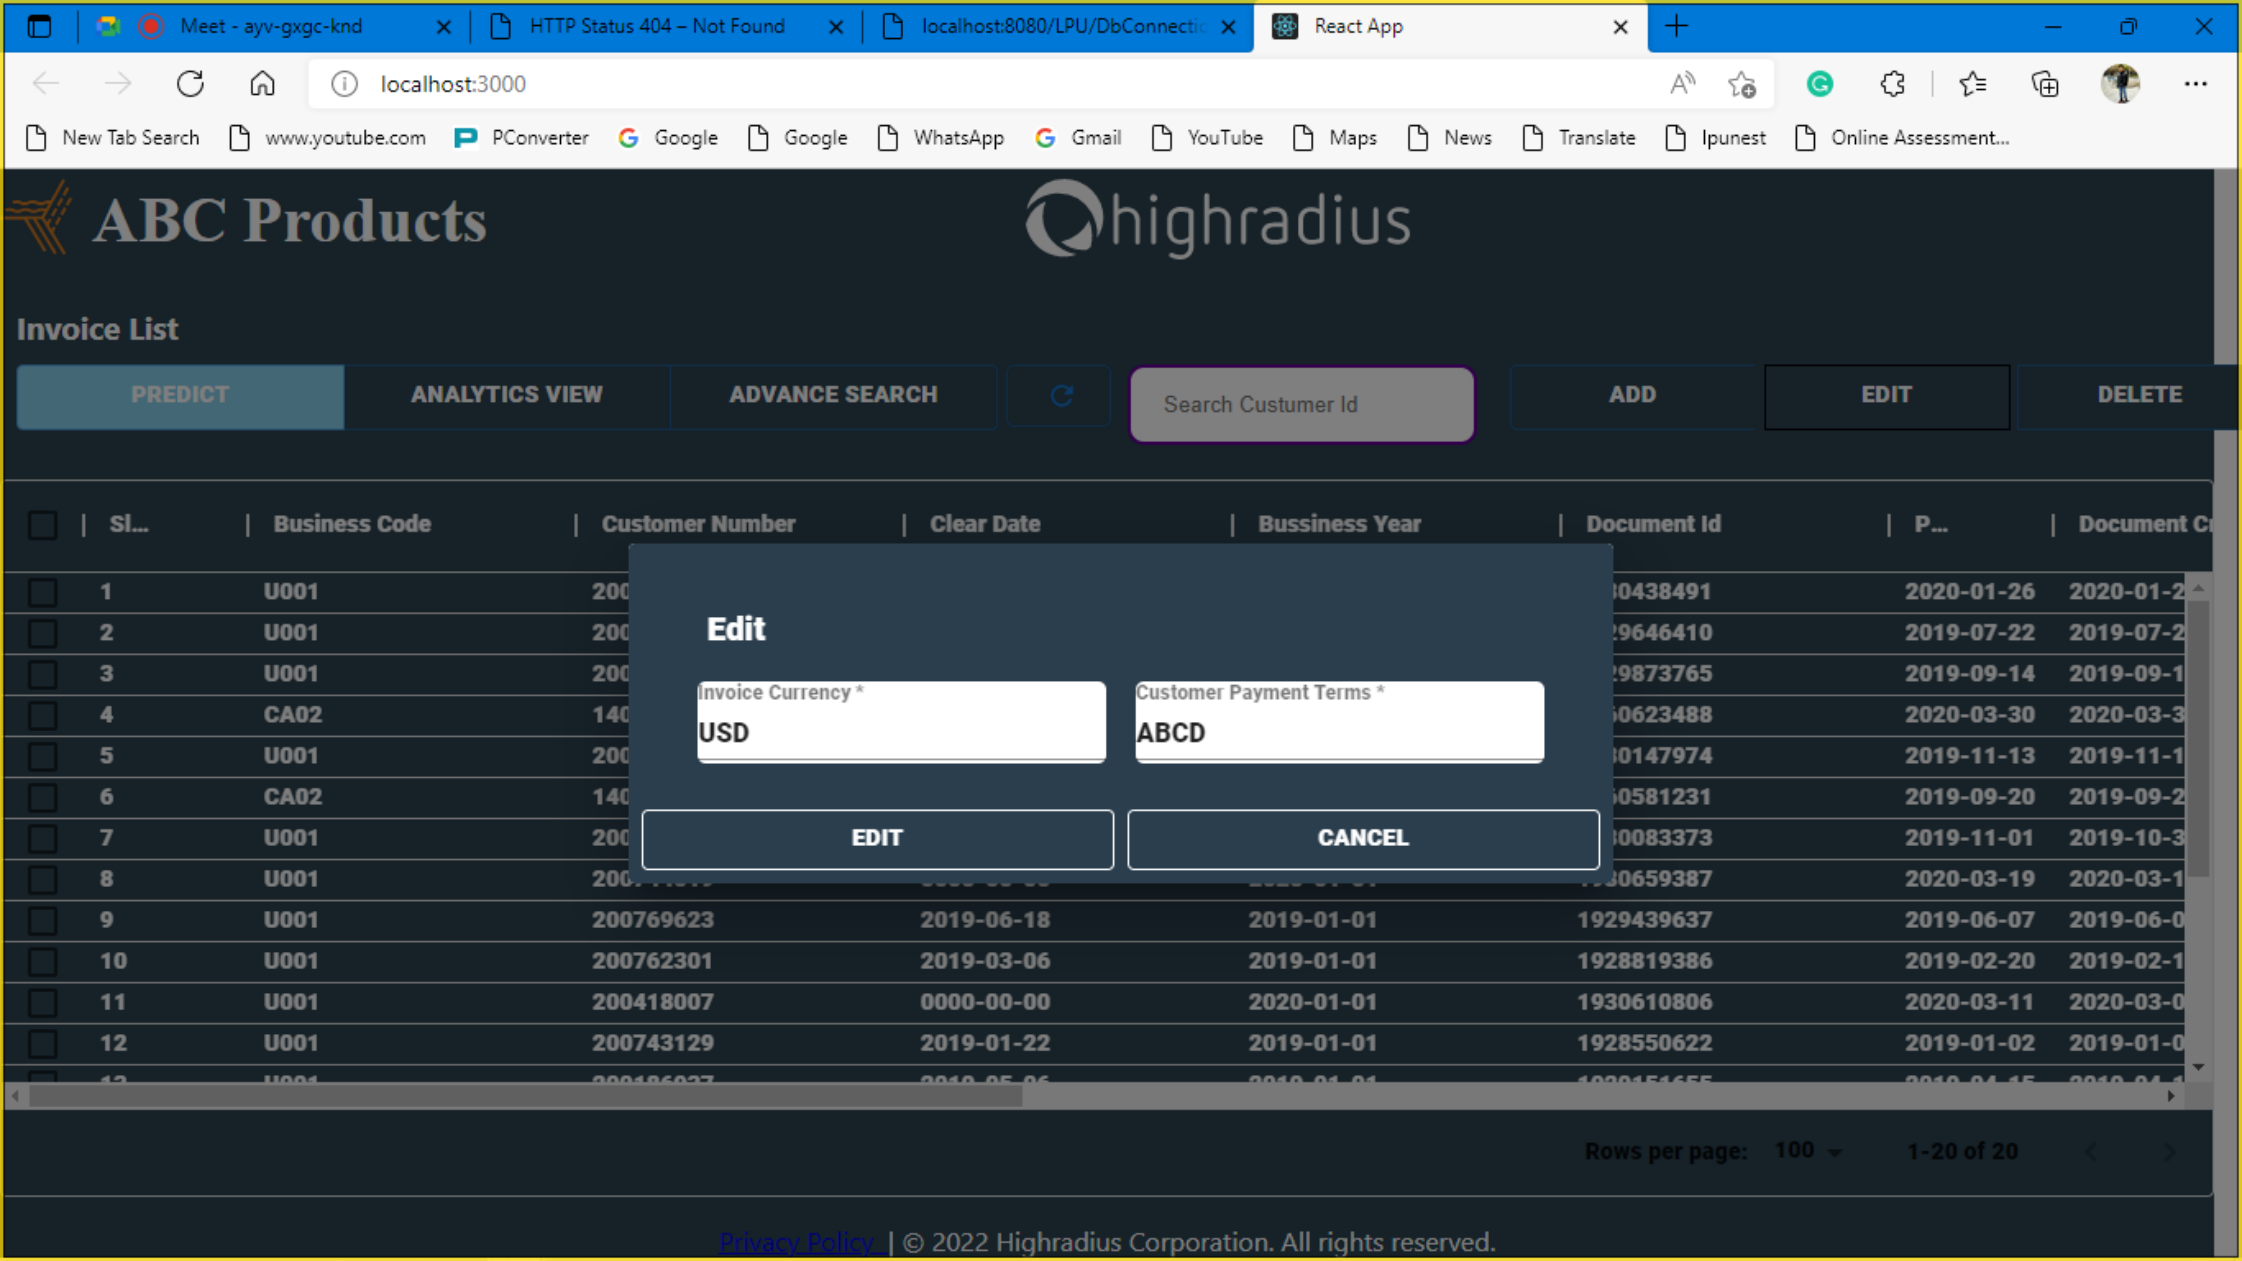 Meet - ayv-gxgc-knd
HTTP Status 404 – Not Found
localhost:8080/LPU/DbConnectic
React App
localhost:3000
New Tab Search
www.youtube.com
PConverter
Google
Google
WhatsApp
Gmail
YouTube
Maps
News
Translate
Ipunest
Online Assessment...
ABC Products
highradius
Invoice List
PREDICT ANALYTICS VIEW ADVANCE SEARCH Search Custumer Id ADD EDIT DELETE
Sl... Business Code Customer Number Clear Date Bussiness Year Document Id P... Document Cr
1 U001 200 30438491 2020-01-26 2020-01-2
2 U001 200 29646410 2019-07-22 2019-07-2
3 U001 200 29873765 2019-09-14 2019-09-1
4 CA02 140 60623488 2020-03-30 2020-03-3
5 U001 200 30147974 2019-11-13 2019-11-1
6 CA02 140 60581231 2019-09-20 2019-09-2
7 U001 200 30083373 2019-11-01 2019-10-3
8 U001 1930659387 2020-03-19 2020-03-1
9 U001 200769623 2019-06-18 2019-01-01 1929439637 2019-06-07 2019-06-0
10 U001 200762301 2019-03-06 2019-01-01 1928819386 2019-02-20 2019-02-1
11 U001 200418007 0000-00-00 2020-01-01 1930610806 2020-03-11 2020-03-0
12 U001 200743129 2019-01-22 2019-01-01 1928550622 2019-01-02 2019-01-0
Edit
Invoice Currency * Customer Payment Terms *
USD ABCD
EDIT CANCEL
Rows per page: 100 1-20 of 20
Privacy Policy | © 2022 Highradius Corporation. All rights reserved.